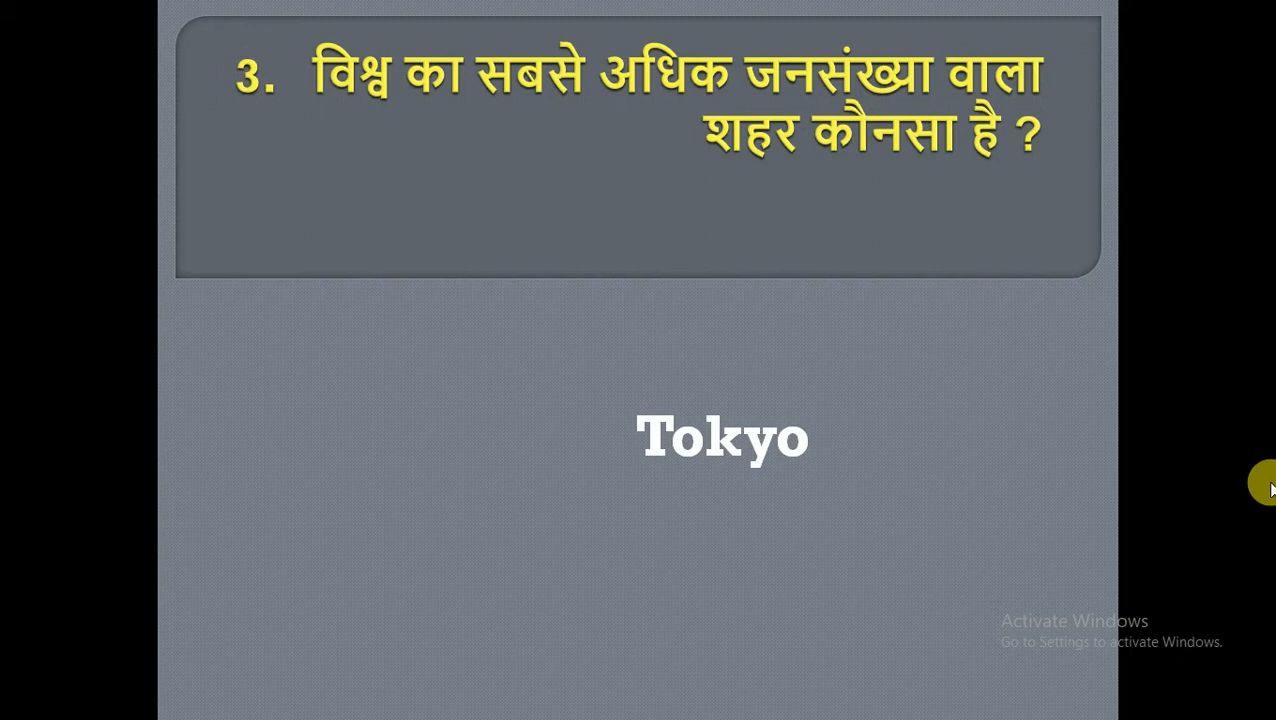 3. विश्व का सबसे अधिक जनसंख्या वाला
शहर कौनसा है ?
Tokyo
Activate Windows
Go to Settings to activate Windows.